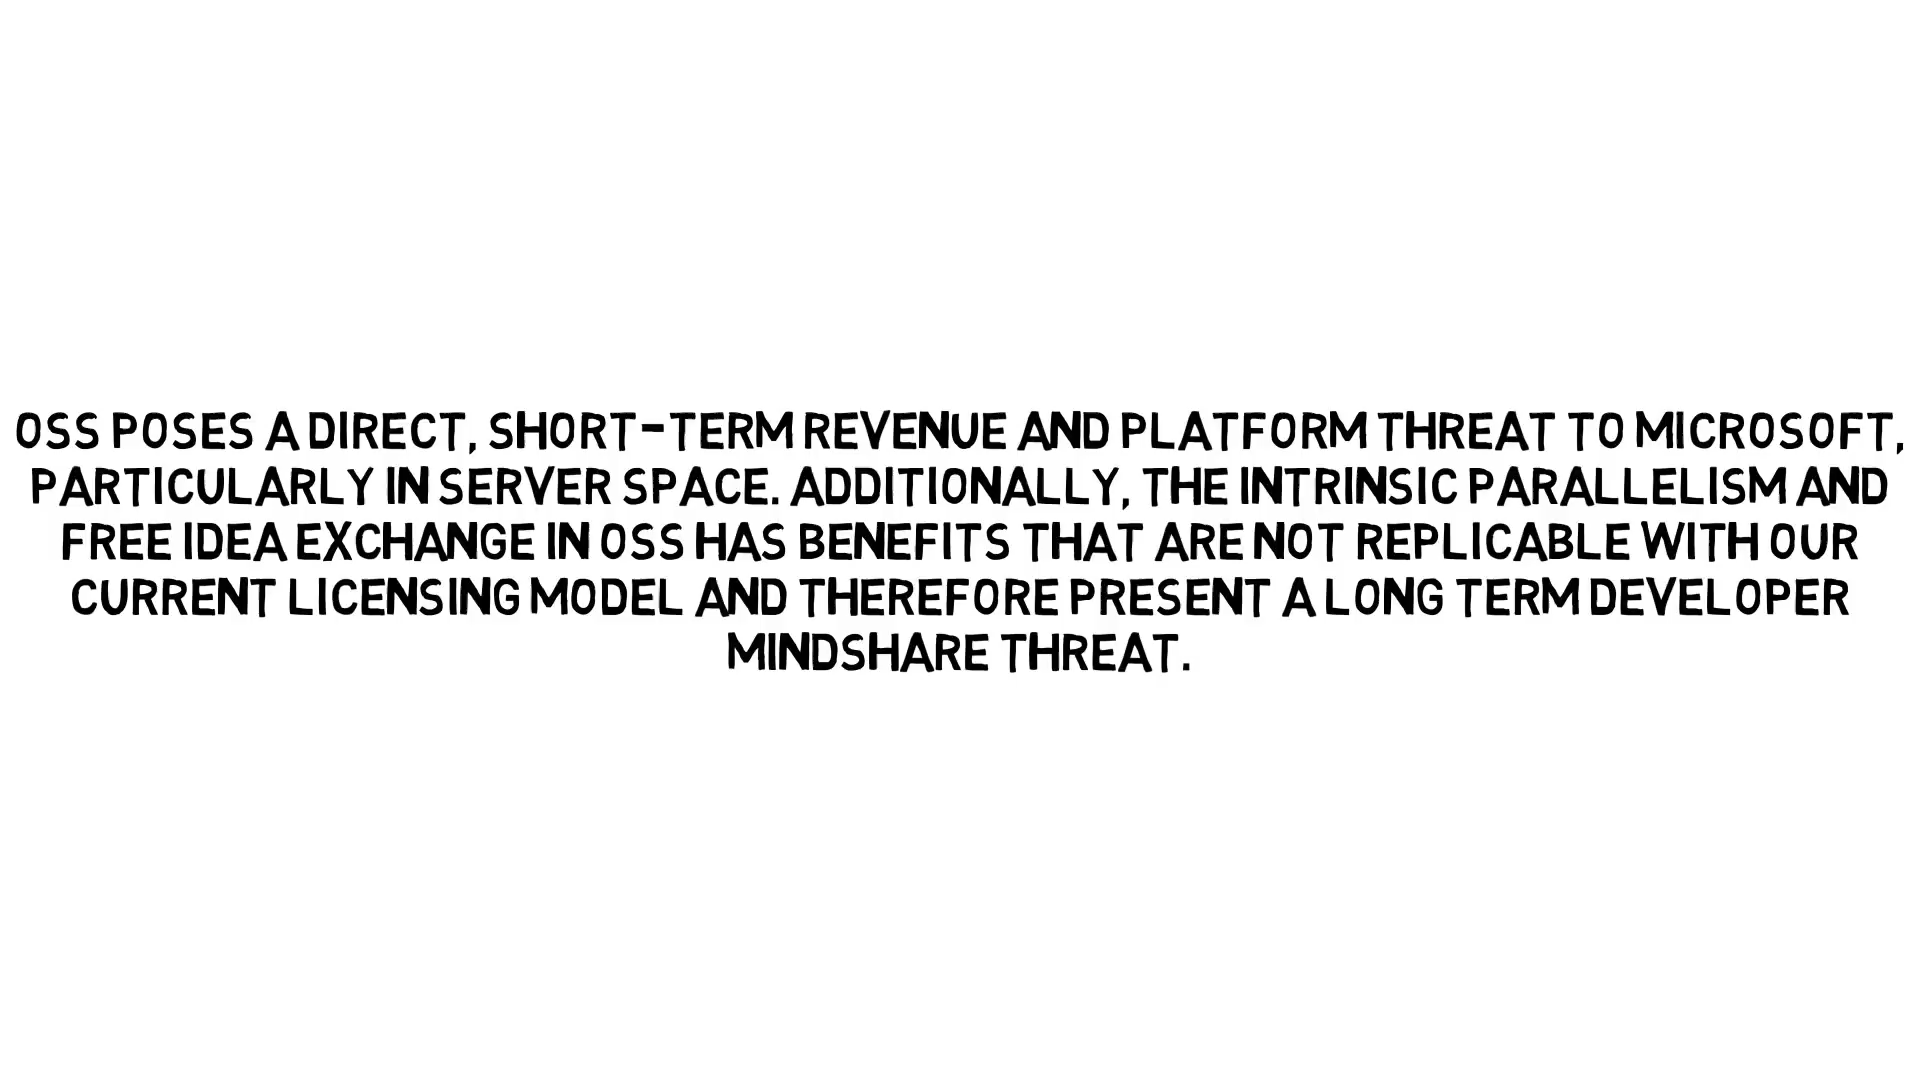 OSS POSES A DIRECT, SHORT-TERM REVENUE AND PLATFORM THREAT TO MICROSOFT,
PARTICULARLY IN SERVER SPACE. ADDITIONALLY, THE INTRINSIC PARALLELISM AND
FREE IDEA EXCHANGE IN OSS HAS BENEFITS THAT ARE NOT REPLICABLE WITH OUR
CURRENT LICENSING MODEL AND THEREFORE PRESENT A LONG TERM DEVELOPER
MINDSHARE THREAT.